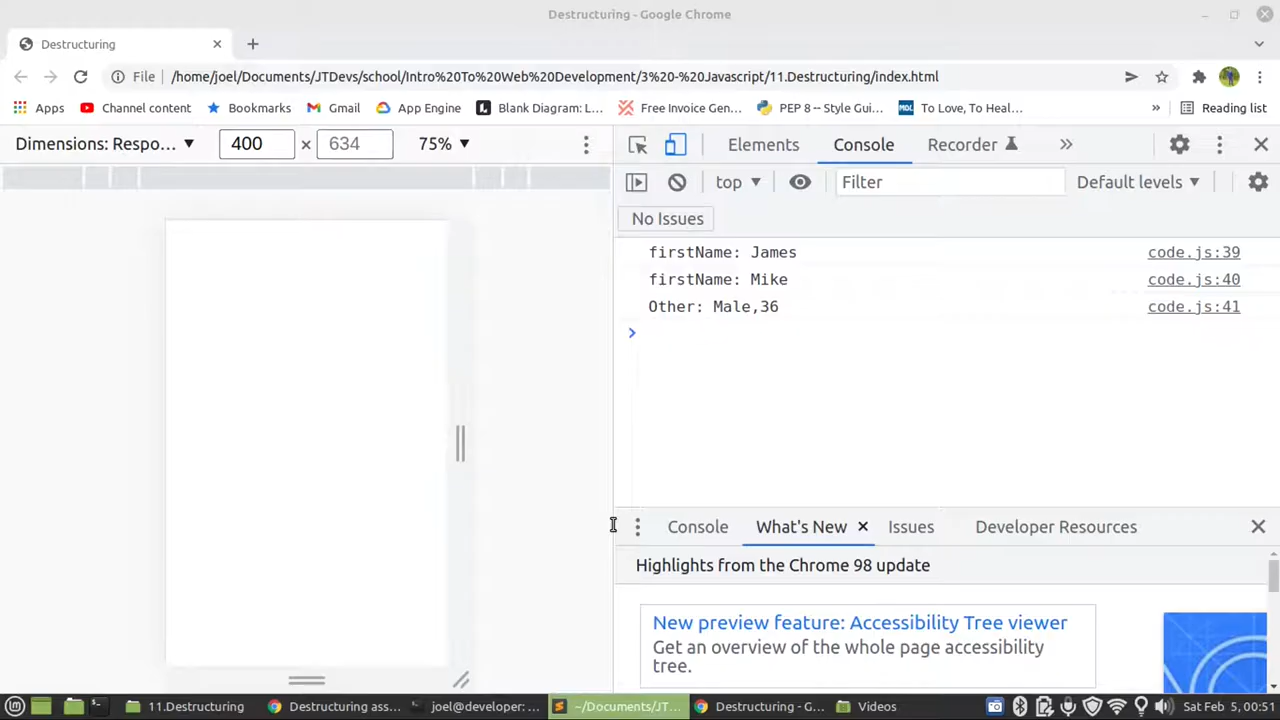 Destructuring - Google Chrome
Destructuring
File /home/joel/Documents/JTDevs/school/Intro%20To%20Web%20Development/3%20-%20Javascript/11.Destructuring/index.html
Apps Channel content Bookmarks Gmail App Engine Blank Diagram: L... Free Invoice Gen... PEP 8 -- Style Gui... MDL To Love, To Heal... » Reading list
Dimensions: Respo... 400 × 634 75%
Elements Console Recorder »
top Filter Default levels
No Issues
firstName: James code.js:39
firstName: Mike code.js:40
Other: Male,36 code.js:41
Console What's New Issues Developer Resources
Highlights from the Chrome 98 update
New preview feature: Accessibility Tree viewer
Get an overview of the whole page accessibility
tree.
11.Destructuring Destructuring ass... joel@developer: ... ~/Documents/JT... Destructuring - G... Videos Sat Feb 5, 00:51